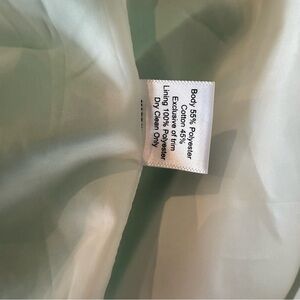 Body 55% Polyester
Cotton 45%
Exclusive of trim
Lining 100% Polyester
Dry Clean Only